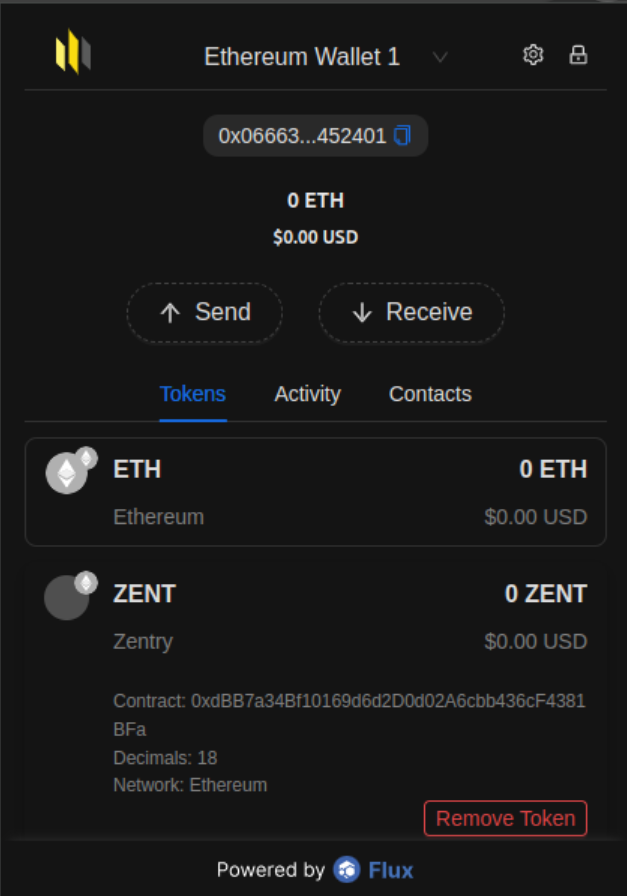 Ethereum Wallet 1
0x06663...452401
0 ETH
$0.00 USD
Send
Receive
Tokens
Activity
Contacts
ETH
0 ETH
Ethereum
$0.00 USD
ZENT
0 ZENT
Zentry
$0.00 USD
Contract: 0xdBB7a34Bf10169d6d2D0d02A6cbb436cF4381
BFa
Decimals: 18
Network: Ethereum
Remove Token
Powered by Flux